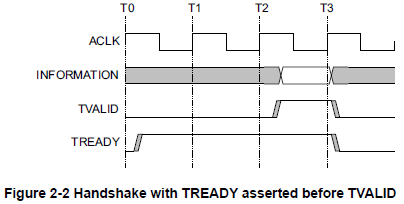 T0 T1 T2 T3
ACLK
INFORMATION
TVALID
TREADY
Figure 2-2 Handshake with TREADY asserted before TVALID